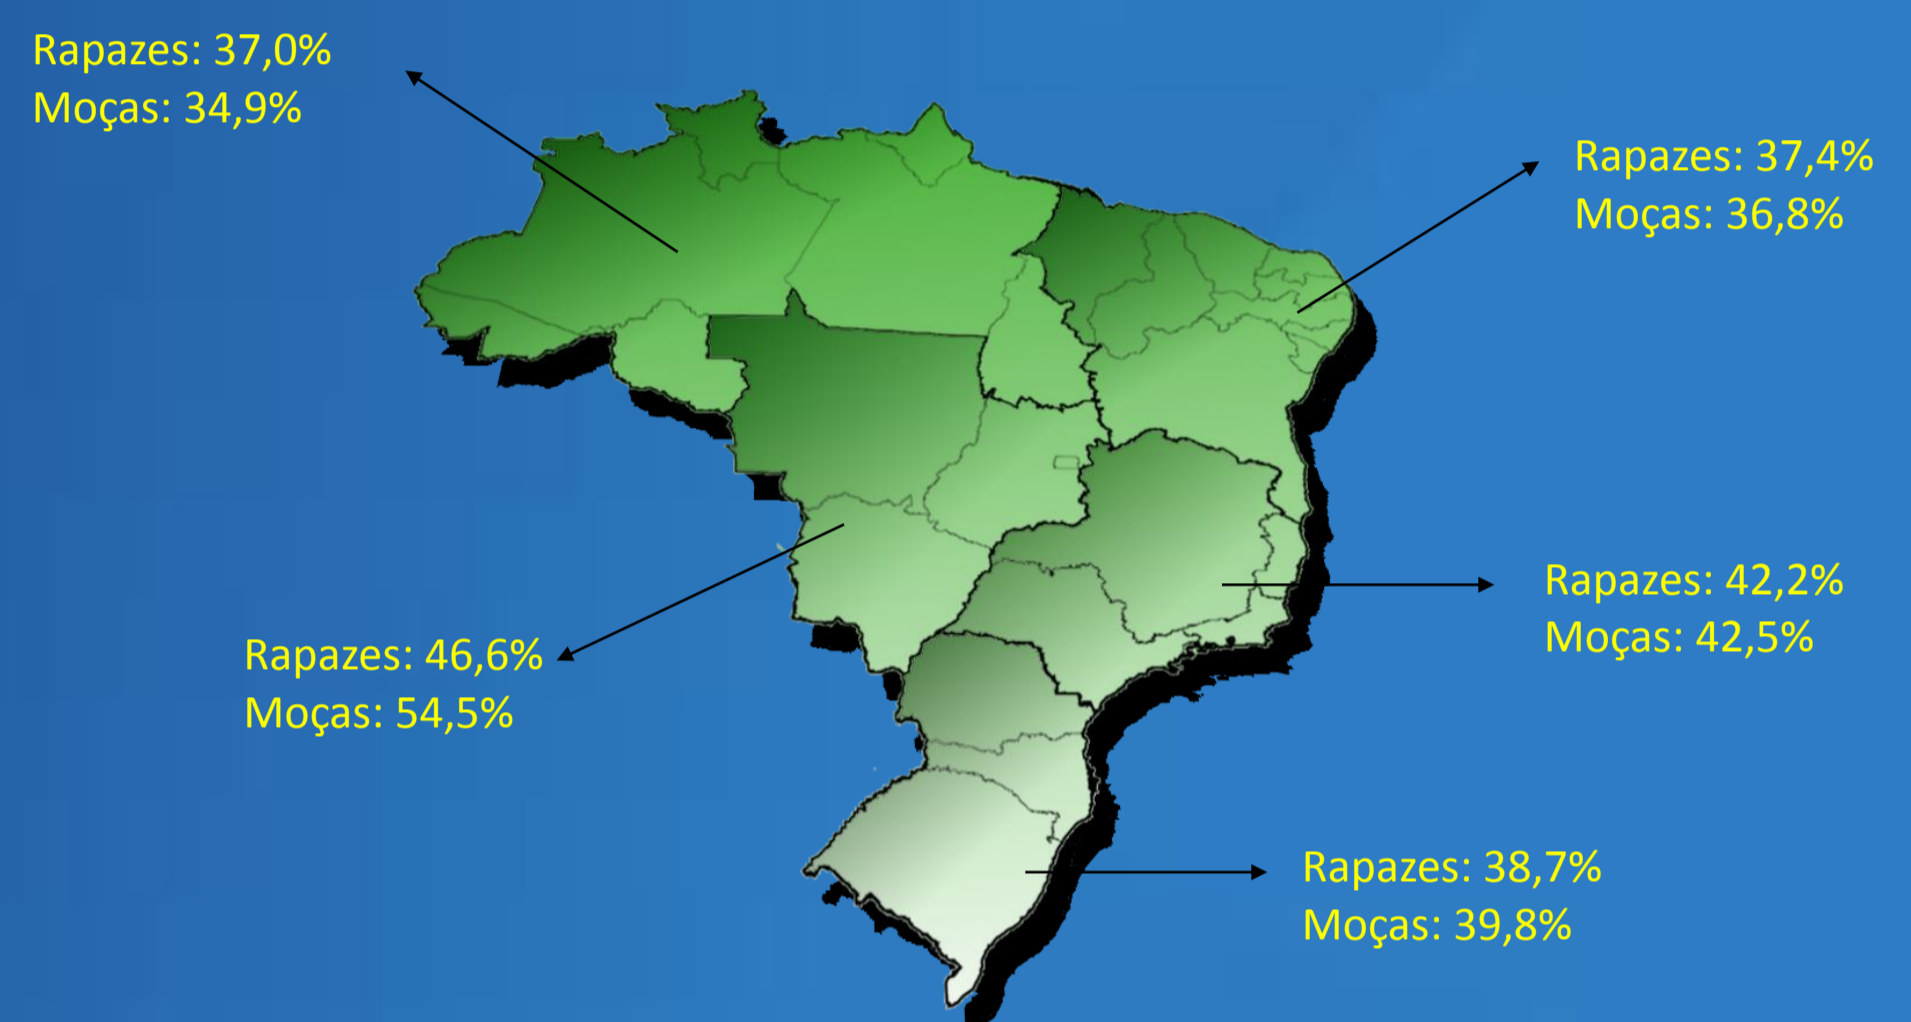 Rapazes: 37,0%
Moças: 34,9%
Rapazes: 37,4%
Moças: 36,8%
Rapazes: 42,2%
Moças: 42,5%
Rapazes: 46,6%
Moças: 54,5%
Rapazes: 38,7%
Moças: 39,8%